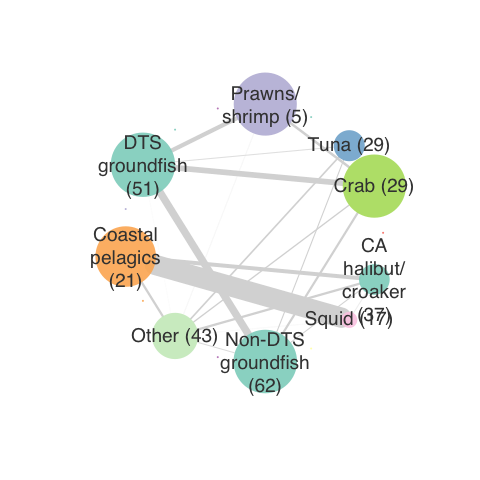 Prawns/
shrimp (5)
Tuna (29)
DTS
groundfish
(51)
Crab (29)
Coastal
pelagics
(21)
CA
halibut/
croaker
(37)
Squid (17)
Other (43)
Non-DTS
groundfish
(62)